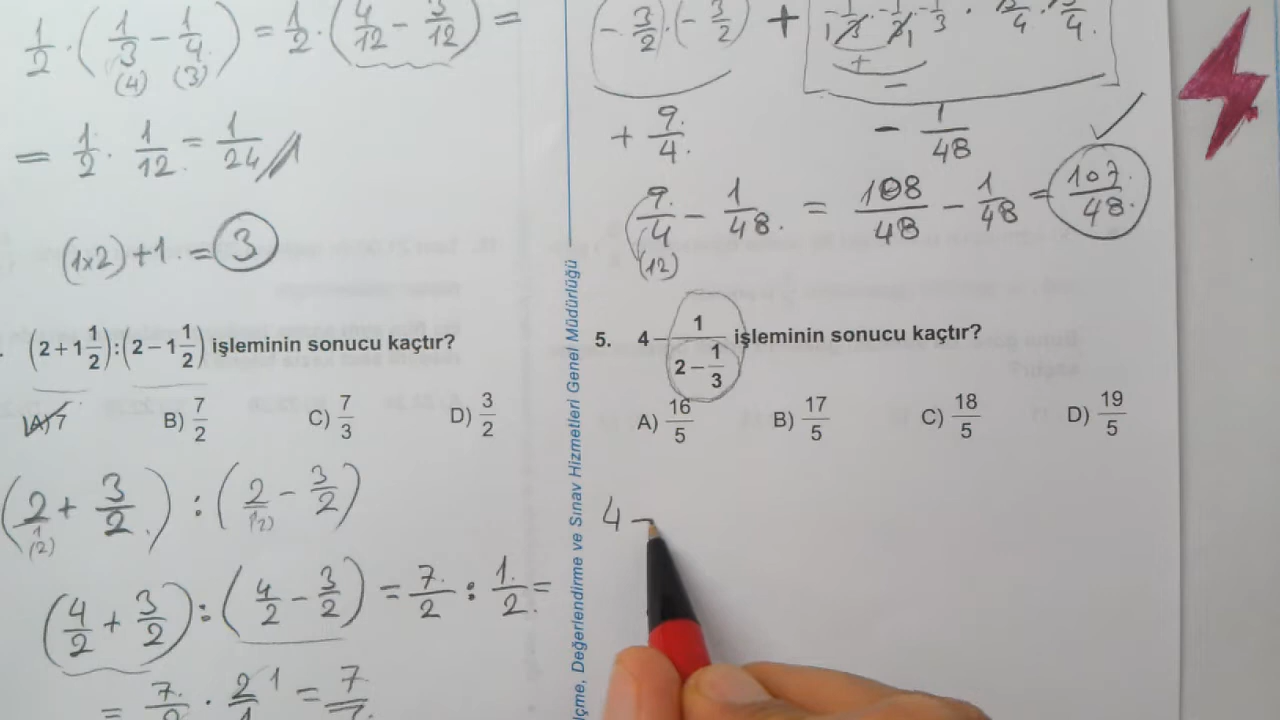 1/2 · (1/3 − 1/4) = 1/2 · (4/12 − 3/12) =
(4) (3)
= 1/2 · 1/12 = 1/24
(1x2)+1 = 3
(2+1 1/2):(2−1 1/2) işleminin sonucu kaçtır?
A) 7 B) 7/2 C) 7/3 D) 3/2
(2/1 + 3/2) : (2 − 3/2)
(2) (2)
(4/2 + 3/2) : (4/2 − 3/2) = 7/2 : 1/2 =
= 7/2 · 2/1 = 7
Ölçme, Değerlendirme ve Sınav Hizmetleri Genel Müdürlüğü
(−3/2)·(−3/2) +
+
−
+ 9/4 − 1/48
9/4 − 1/48 = 108/48 − 1/48 = 107/48
(12)
5. 4 − 1/(2 − 1/3) işleminin sonucu kaçtır?
A) 16/5 B) 17/5 C) 18/5 D) 19/5
4 −